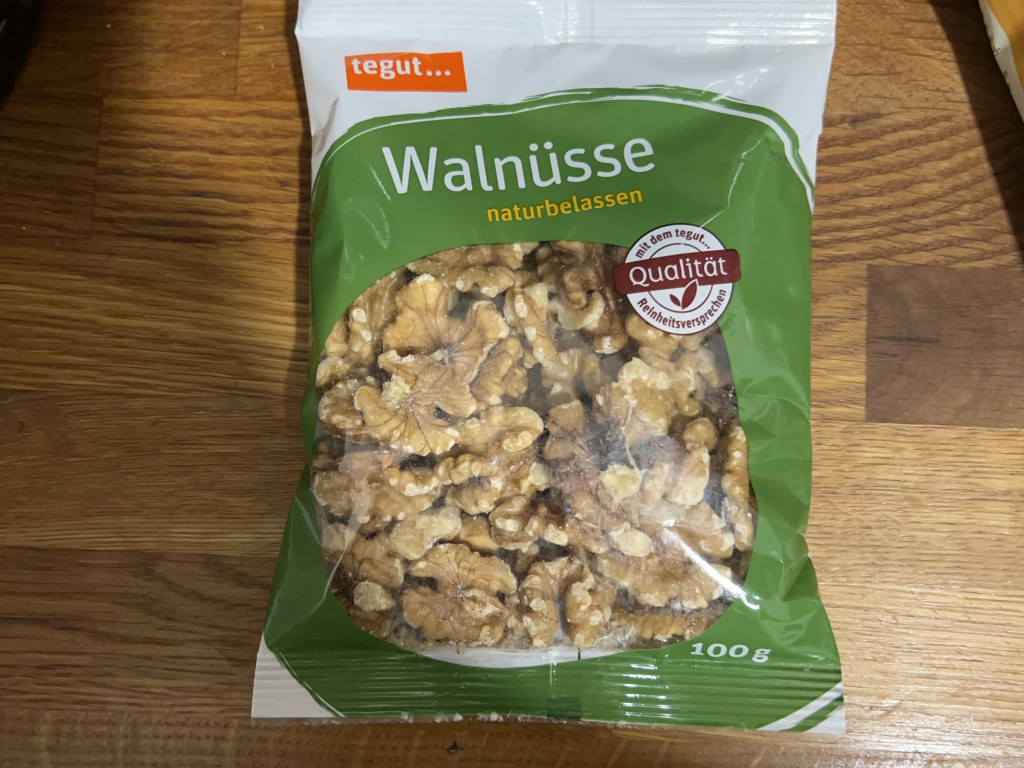 tegut...
Walnüsse
naturbelassen
mit dem tegut...
Qualität
Reinheitsversprechen
100 g